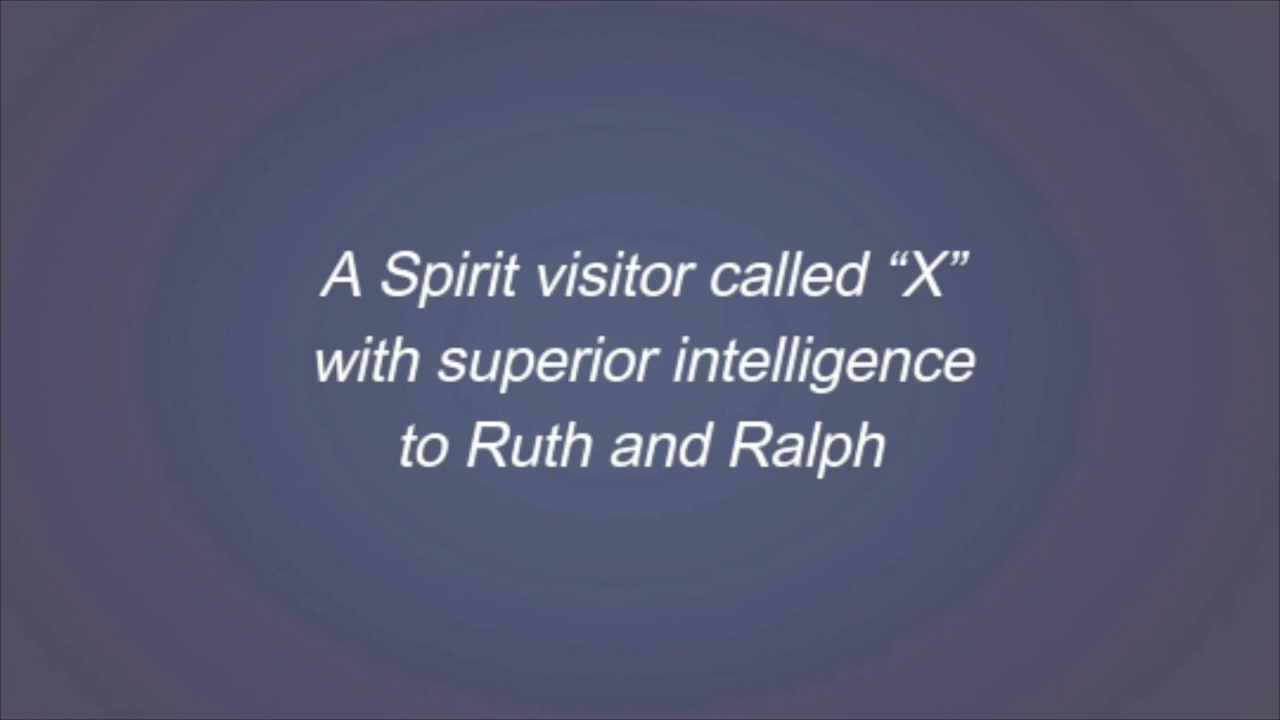 A Spirit visitor called “X”
with superior intelligence
to Ruth and Ralph